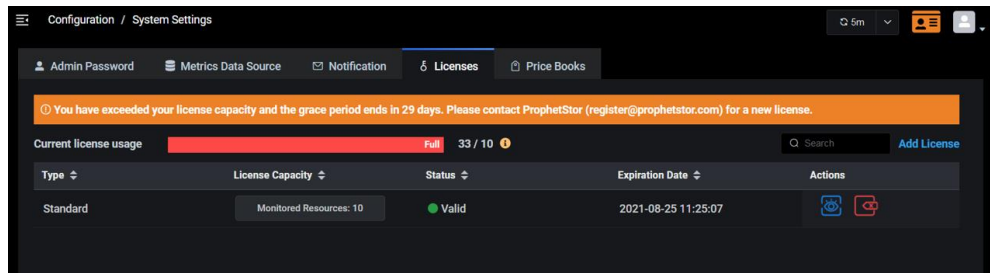 Configuration / System Settings
5m
Admin Password
Metrics Data Source
Notification
Licenses
Price Books
You have exceeded your license capacity and the grace period ends in 29 days. Please contact ProphetStor (register@prophetstor.com) for a new license.
Current license usage
Full
33 / 10
Search
Add License
Type
License Capacity
Status
Expiration Date
Actions
Standard
Monitored Resources: 10
Valid
2021-08-25 11:25:07